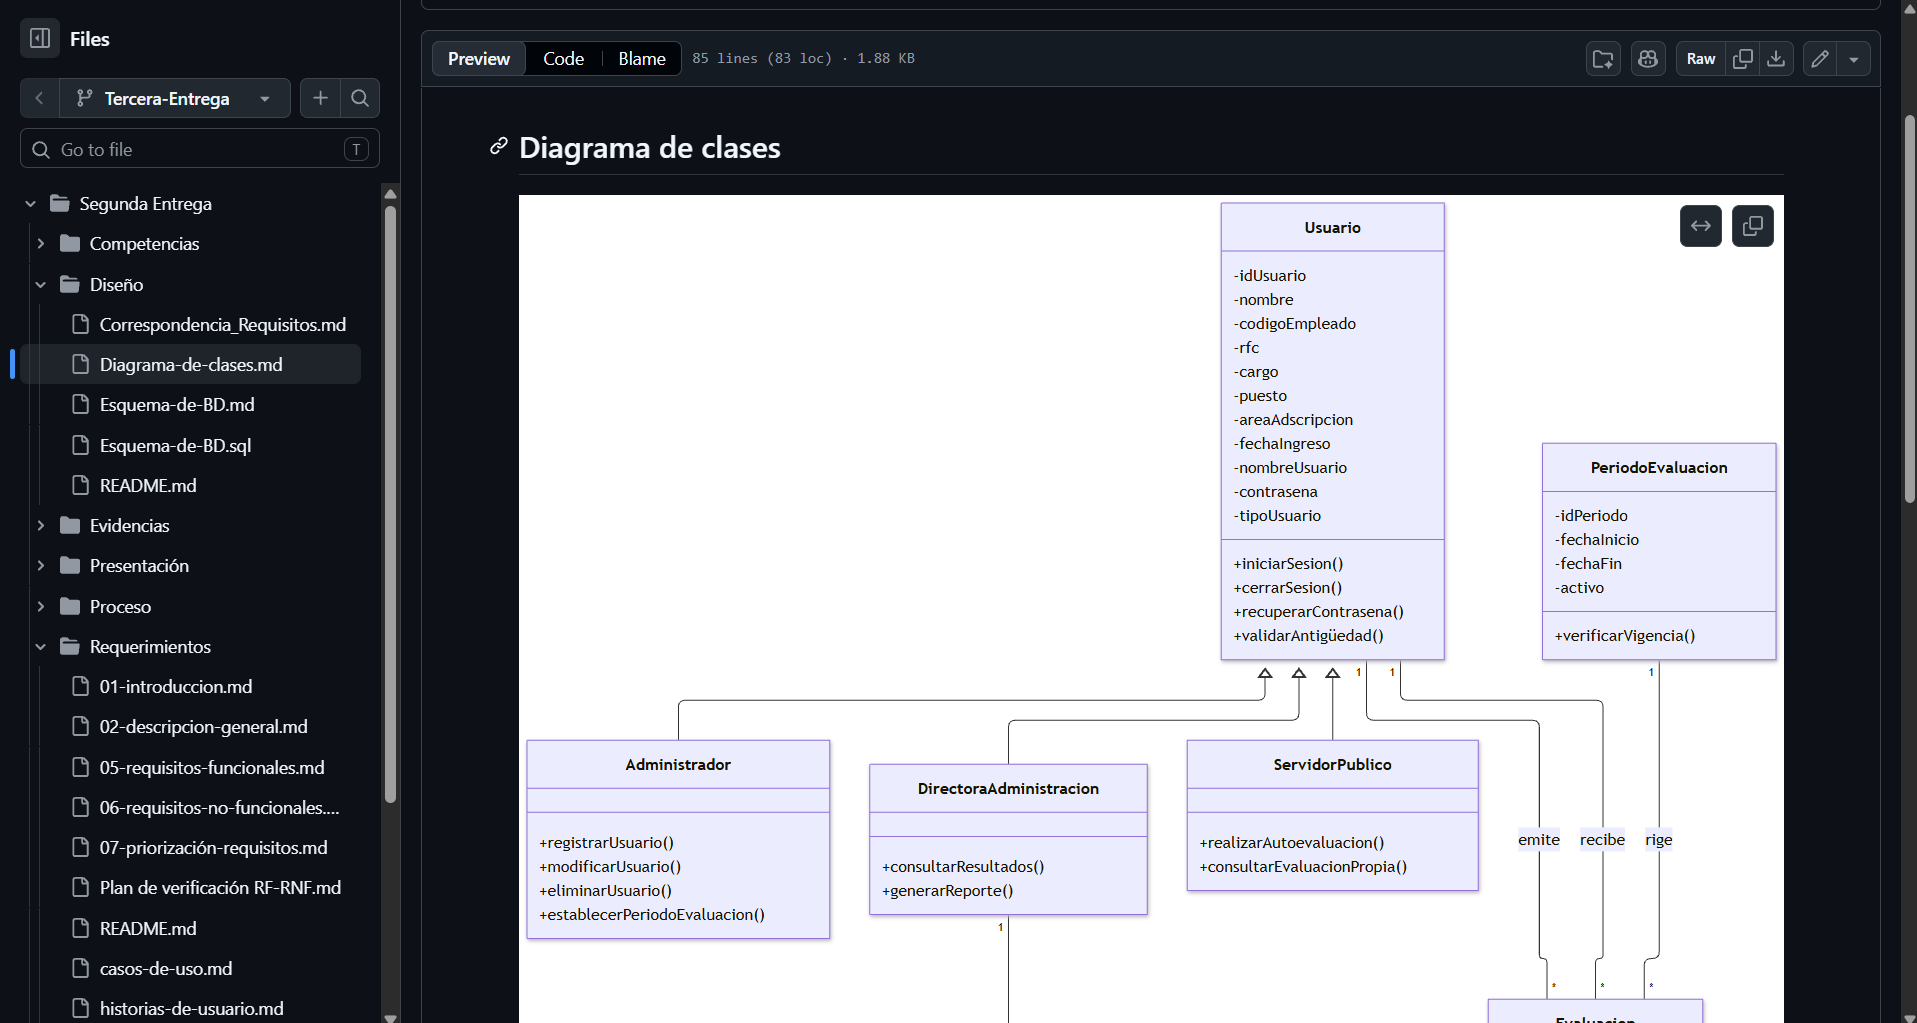 Files
Tercera-Entrega
Go to file
T
Segunda Entrega
Competencias
Diseño
Correspondencia_Requisitos.md
Diagrama-de-clases.md
Esquema-de-BD.md
Esquema-de-BD.sql
README.md
Evidencias
Presentación
Proceso
Requerimientos
01-introduccion.md
02-descripcion-general.md
05-requisitos-funcionales.md
06-requisitos-no-funcionales....
07-priorización-requisitos.md
Plan de verificación RF-RNF.md
README.md
casos-de-uso.md
historias-de-usuario.md
Preview
Code
Blame
85 lines (83 loc) · 1.88 KB
Raw
Diagrama de clases
Usuario
-idUsuario
-nombre
-codigoEmpleado
-rfc
-cargo
-puesto
-areaAdscripcion
-fechaIngreso
-nombreUsuario
-contrasena
-tipoUsuario
+iniciarSesion()
+cerrarSesion()
+recuperarContrasena()
+validarAntigüedad()
PeriodoEvaluacion
-idPeriodo
-fechaInicio
-fechaFin
-activo
+verificarVigencia()
1
1
1
Administrador
+registrarUsuario()
+modificarUsuario()
+eliminarUsuario()
+establecerPeriodoEvaluacion()
DirectoraAdministracion
+consultarResultados()
+generarReporte()
1
ServidorPublico
+realizarAutoevaluacion()
+consultarEvaluacionPropia()
emite
recibe
rige
*
*
*
Evaluacion